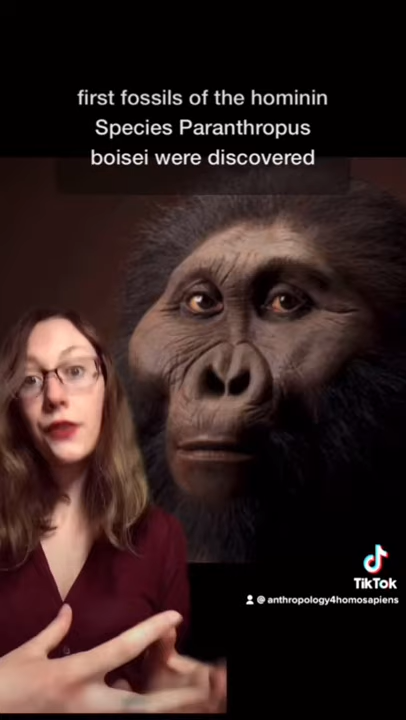 first fossils of the hominin
Species Paranthropus
boisei were discovered
TikTok
@ anthropology4homosapiens